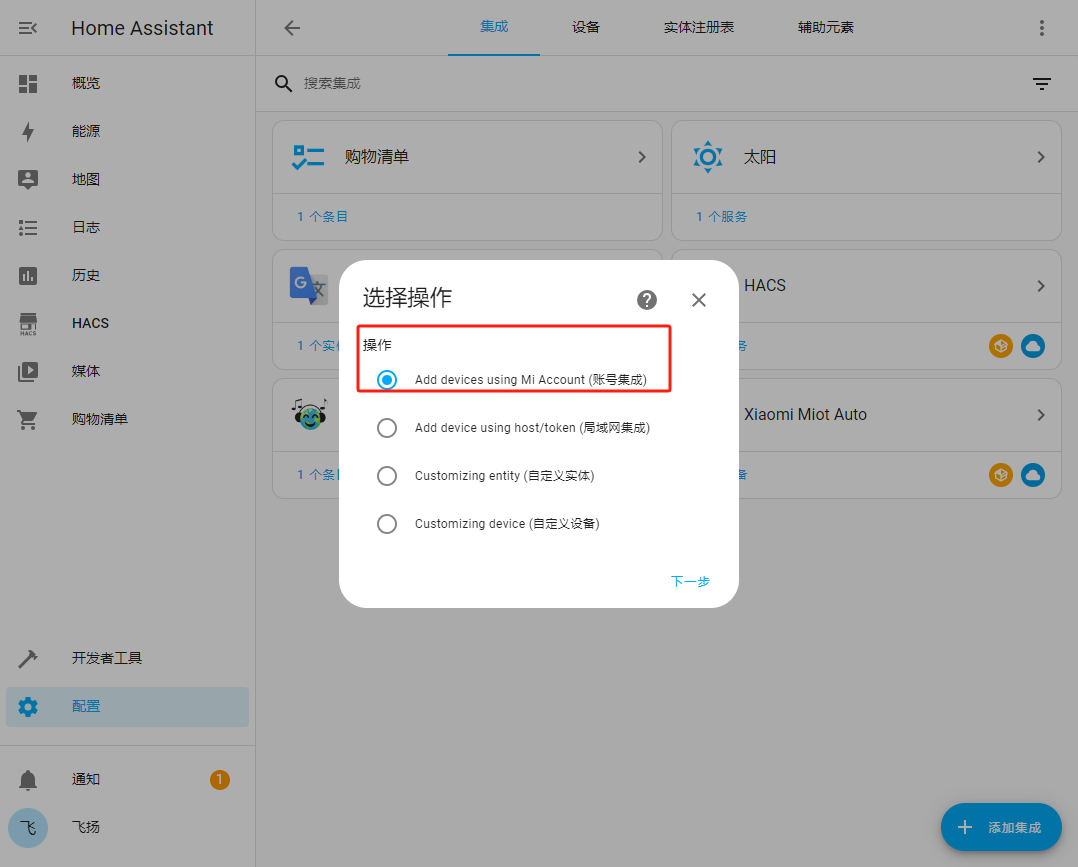 Home Assistant
集成
设备
实体注册表
辅助元素
搜索集成
概览
能源
地图
日志
历史
HACS
HACS
媒体
购物清单
开发者工具
配置
通知
1
飞
飞扬
购物清单
太阳
1 个条目
1 个服务
G
文
HACS
1 个实
务
Xiaomi Miot Auto
1 个条
备
选择操作
操作
Add devices using Mi Account (账号集成)
Add device using host/token (局域网集成)
Customizing entity (自定义实体)
Customizing device (自定义设备)
下一步
添加集成